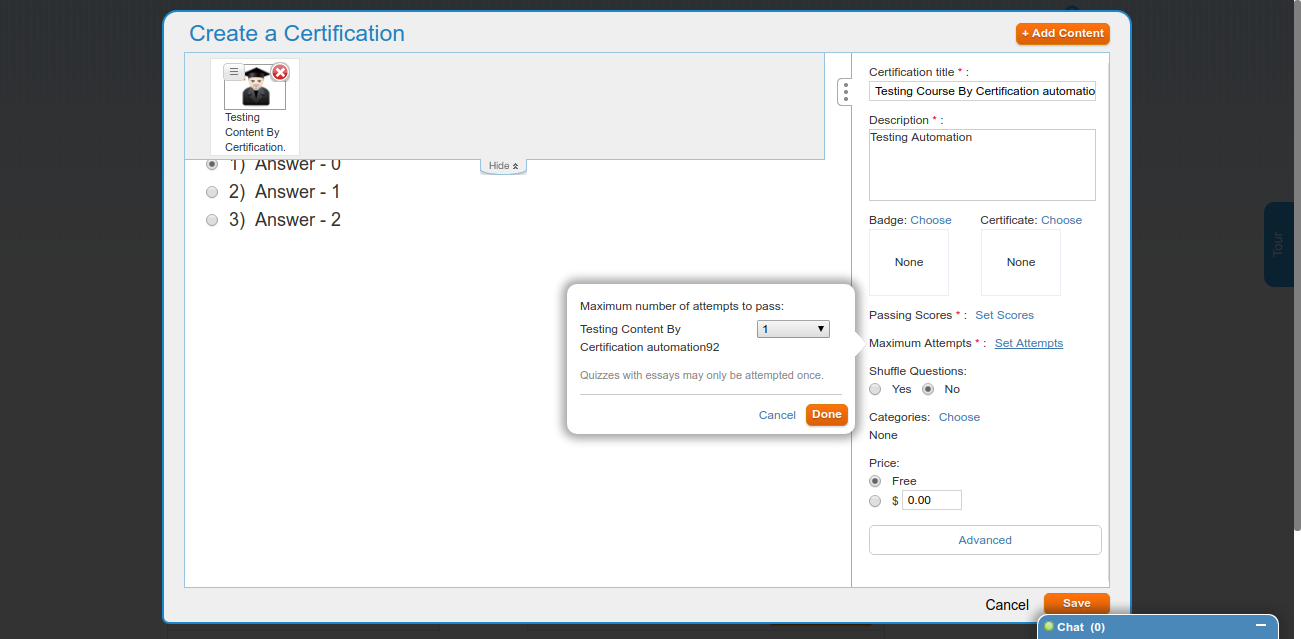 Create a Certification
+ Add Content
Testing
Content By
Certification.
1) Answer - 0
2) Answer - 1
3) Answer - 2
Hide
Certification title * :
Testing Course By Certification automatio
Description * :
Testing Automation
Badge: Choose
Certificate: Choose
None
None
Passing Scores * : Set Scores
Maximum Attempts * : Set Attempts
Shuffle Questions:
Yes No
Categories: Choose
None
Price:
Free
$ 0.00
Advanced
Maximum number of attempts to pass:
Testing Content By
Certification automation92
1
Quizzes with essays may only be attempted once.
Cancel Done
Cancel Save
Chat (0)
Tour